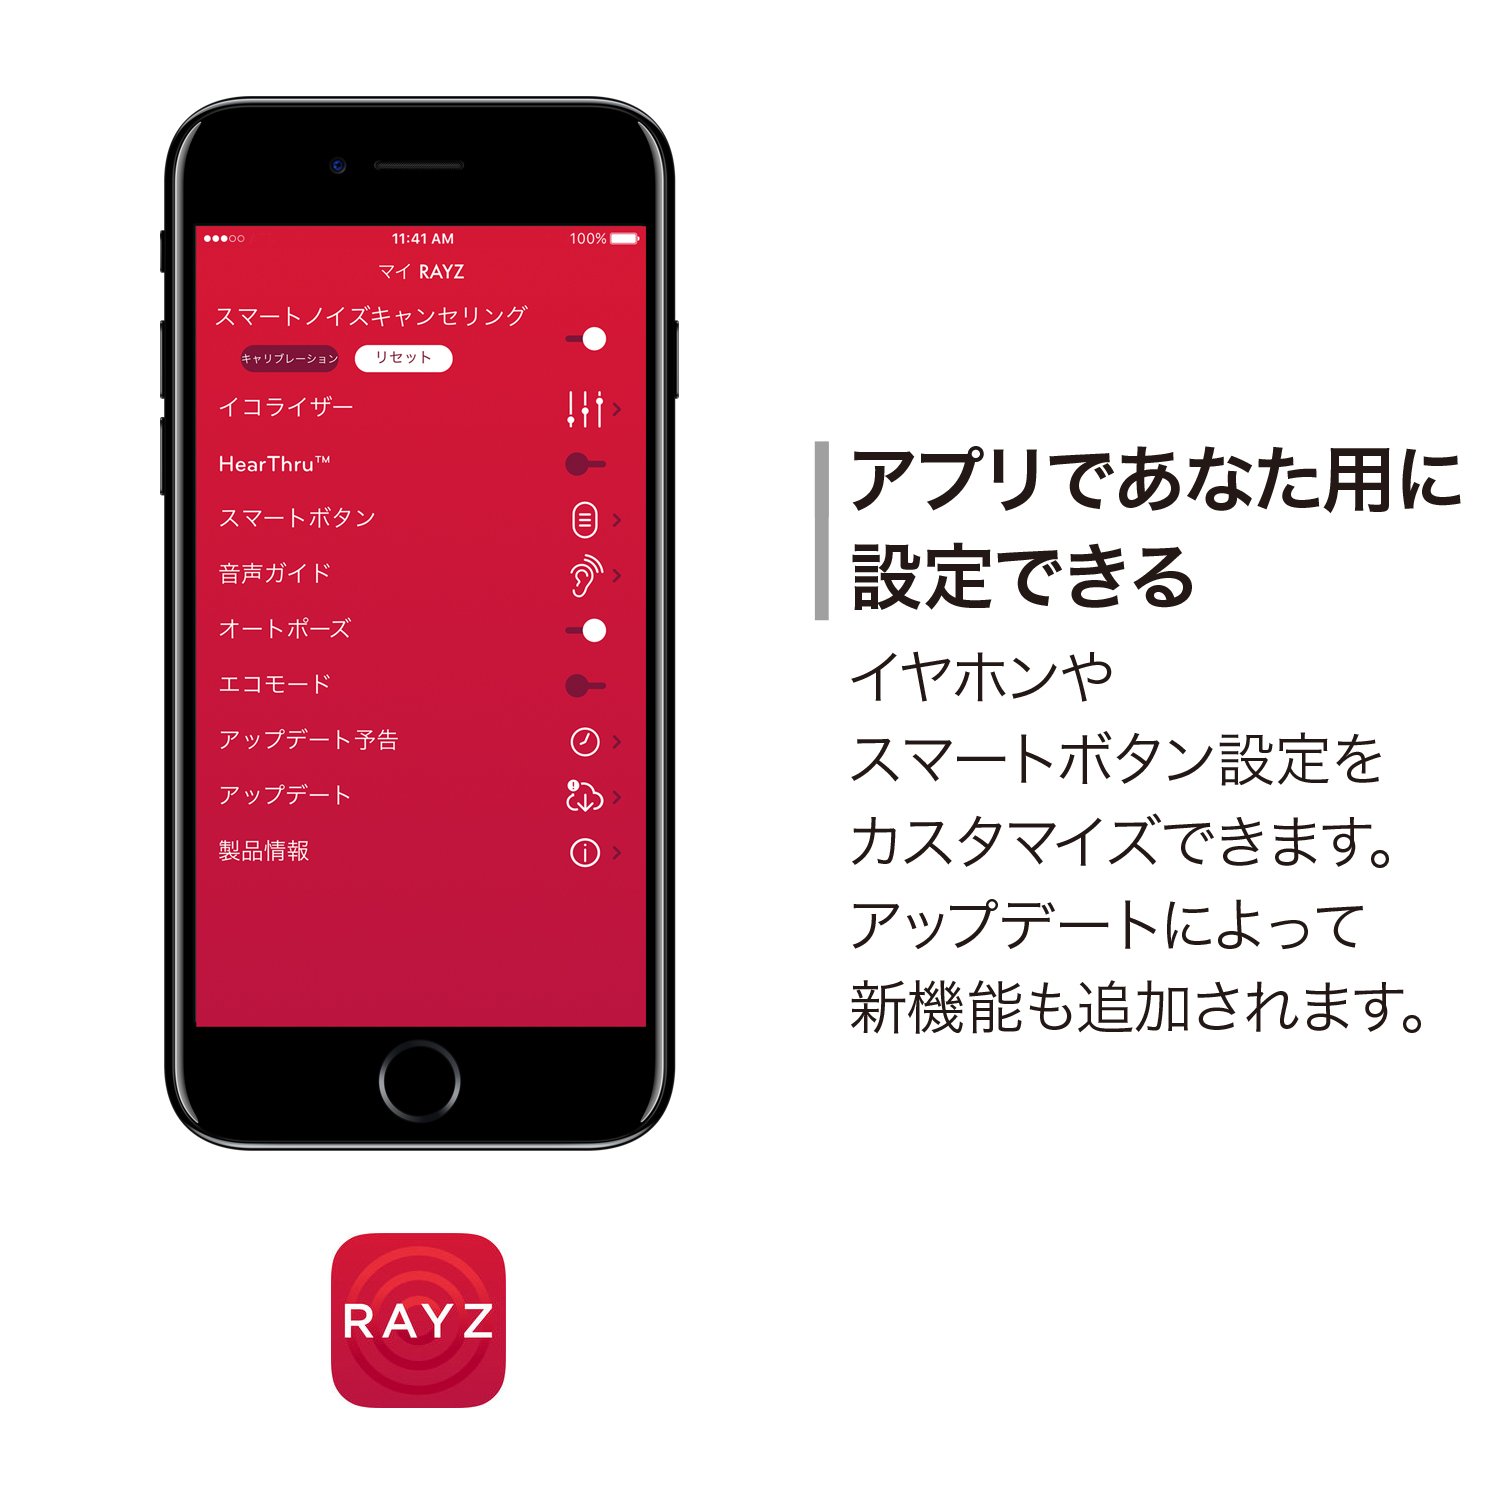 11:41 AM
100%
マイ RAYZ
スマートノイズキャンセリング
キャリブレーション
リセット
イコライザー
HearThru™
スマートボタン
音声ガイド
オートポーズ
エコモード
アップデート予告
アップデート
製品情報
RAYZ
アプリであなた用に
設定できる
イヤホンや
スマートボタン設定を
カスタマイズできます。
アップデートによって
新機能も追加されます。